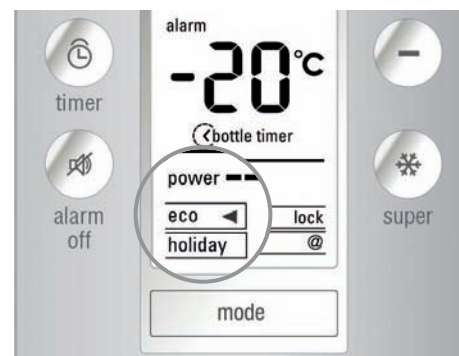 alarm
-20°C
timer
bottle timer
power
eco
lock
alarm
off
holiday
@
super
mode